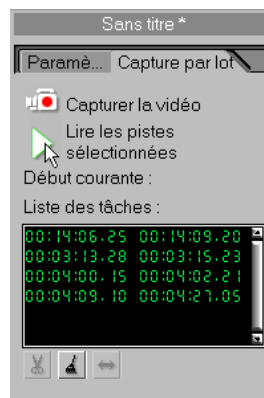 Sans titre *
Paramè... Capture par lot
Capturer la vidéo
Lire les pistes
sélectionnées
Début courante :
Liste des tâches :
00:14:06.25 00:14:09.20
00:03:13.28 00:03:15.23
00:04:00.15 00:04:02.21
00:04:09.10 00:04:27.05